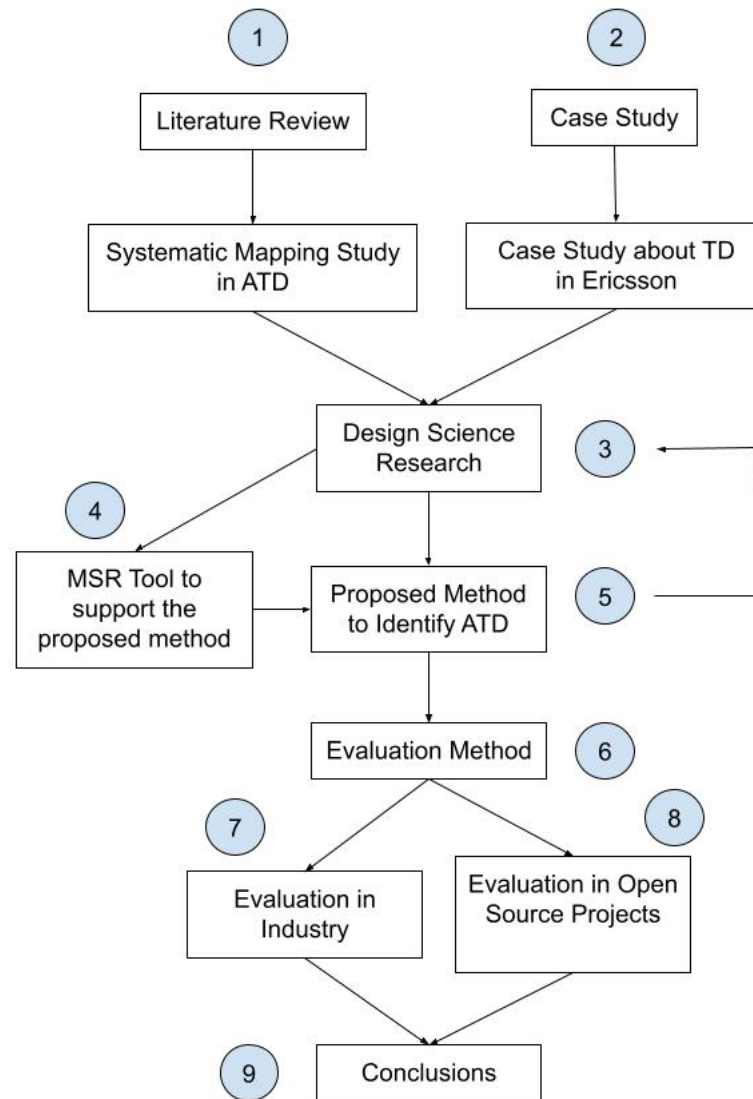 1
2
Literature Review
Case Study
Systematic Mapping Study
in ATD
Case Study about TD
in Ericsson
Design Science
Research
3
4
MSR Tool to
support the
proposed method
Proposed Method
to Identify ATD
5
Evaluation Method
6
7
8
Evaluation in
Industry
Evaluation in Open
Source Projects
9
Conclusions